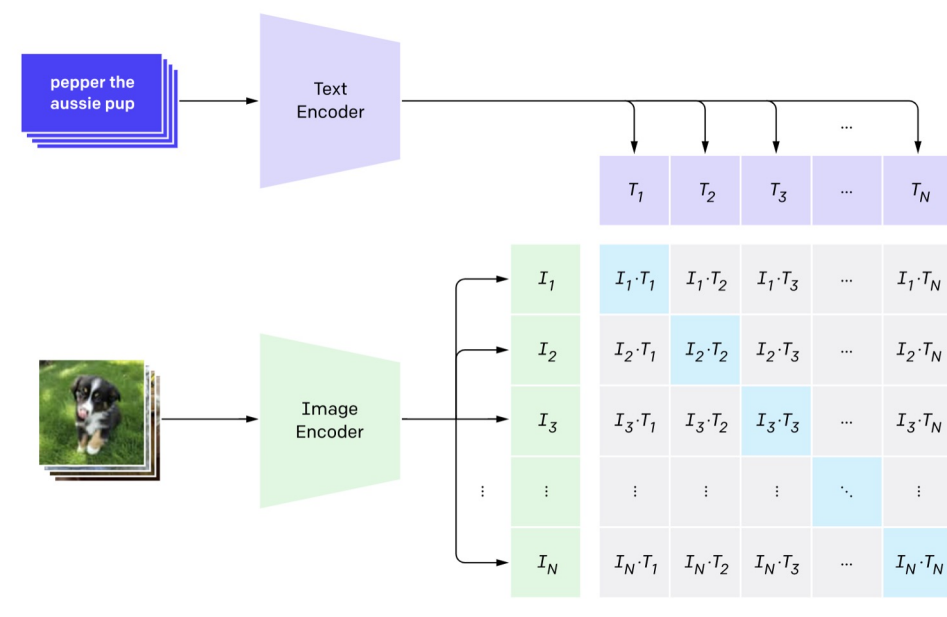 pepper the
aussie pup
Text
Encoder
...
T1 T2 T3 ... TN
I1 I1·T1 I1·T2 I1·T3 ... I1·TN
I2 I2·T1 I2·T2 I2·T3 ... I2·TN
Image
Encoder
I3 I3·T1 I3·T2 I3·T3 ... I3·TN
⋮ ⋮ ⋮ ⋮ ⋮ ⋱ ⋮
IN IN·T1 IN·T2 IN·T3 ... IN·TN